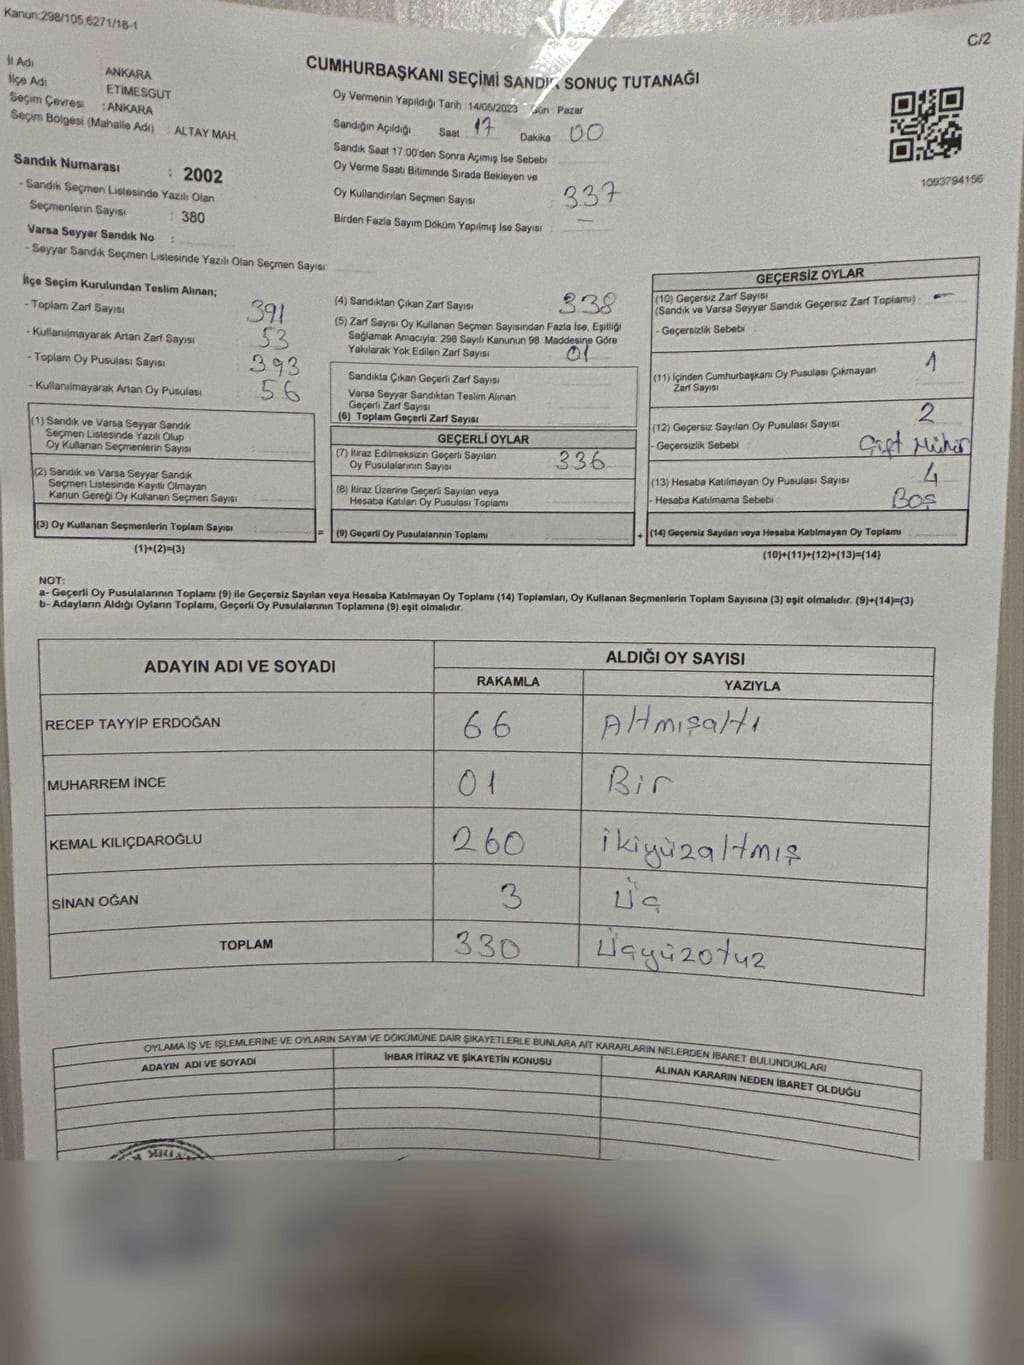 Kanun:298/105,6271/18-1
C/2
İl Adı ANKARA
İlçe Adı ETİMESGUT
Seçim Çevresi : ANKARA
Seçim Bölgesi (Mahalle Adı) : ALTAY MAH.
CUMHURBAŞKANI SEÇİMİ SANDIK SONUÇ TUTANAĞI
Oy Vermenin Yapıldığı Tarih : 14/05/2023 Gün : Pazar
Sandığın Açıldığı Saat 17 Dakika 00
Sandık Saat 17:00'den Sonra Açmış İse Sebebi
Oy Verme Saati Bitiminde Sırada Bekleyen ve
Oy Kullandırılan Seçmen Sayısı : 337
Birden Fazla Sayım Döküm Yapılmış İse Sayısı : –
1093794156
Sandık Numarası : 2002
- Sandık Seçmen Listesinde Yazılı Olan
Seçmenlerin Sayısı : 380
Varsa Seyyar Sandık No :
- Seyyar Sandık Seçmen Listesinde Yazılı Olan Seçmen Sayısı:
İlçe Seçim Kurulundan Teslim Alınan;
- Toplam Zarf Sayısı 391
- Kullanılmayarak Artan Zarf Sayısı 53
- Toplam Oy Pusulası Sayısı 393
- Kullanılmayarak Artan Oy Pusulası 56
(1) Sandık ve Varsa Seyyar Sandık
Seçmen Listesinde Yazılı Olup
Oy Kullanan Seçmenlerin Sayısı
(2) Sandık ve Varsa Seyyar Sandık
Seçmen Listesinde Kayıtlı Olmayan
Kanun Gereği Oy Kullanan Seçmen Sayısı
(3) Oy Kullanan Seçmenlerin Toplam Sayısı
(1)+(2)=(3)
=
(4) Sandıktan Çıkan Zarf Sayısı 338
(5) Zarf Sayısı Oy Kullanan Seçmen Sayısından Fazla İse, Eşitliği
Sağlamak Amacıyla: 298 Sayılı Kanunun 98. Maddesine Göre
Yakılarak Yok Edilen Zarf Sayısı 01
Sandıkta Çıkan Geçerli Zarf Sayısı
Varsa Seyyar Sandıktan Teslim Alınan
Geçerli Zarf Sayısı
(6) Toplam Geçerli Zarf Sayısı
GEÇERLİ OYLAR
(7) İtiraz Edilmeksizin Geçerli Sayılan
Oy Pusulalarının Sayısı 336
(8) İtiraz Üzerine Geçerli Sayılan veya
Hesaba Katılan Oy Pusulası Toplamı
(9) Geçerli Oy Pusulalarının Toplamı
+
GEÇERSİZ OYLAR
(10) Geçersiz Zarf Sayısı
(Sandık ve Varsa Seyyar Sandık Geçersiz Zarf Toplamı) : –
- Geçersizlik Sebebi
(11) İçinden Cumhurbaşkanı Oy Pusulası Çıkmayan
Zarf Sayısı 1
(12) Geçersiz Sayılan Oy Pusulası Sayısı 2
- Geçersizlik Sebebi : Çift Mühür
(13) Hesaba Katılmayan Oy Pusulası Sayısı 4
- Hesaba Katılmama Sebebi : Boş
(14) Geçersiz Sayılan veya Hesaba Katılmayan Oy Toplamı
(10)+(11)+(12)+(13)=(14)
NOT:
a- Geçerli Oy Pusulalarının Toplamı (9) ile Geçersiz Sayılan veya Hesaba Katılmayan Oy Toplamı (14) Toplamları, Oy Kullanan Seçmenlerin Toplam Sayısına (3) eşit olmalıdır. (9)+(14)=(3)
b- Adayların Aldığı Oyların Toplamı, Geçerli Oy Pusulalarının Toplamına (9) eşit olmalıdır.
ADAYIN ADI VE SOYADI
ALDIĞI OY SAYISI
RAKAMLA YAZIYLA
RECEP TAYYİP ERDOĞAN 66 Altmışaltı
MUHARREM İNCE 01 Bir
KEMAL KILIÇDAROĞLU 260 ikiyüzaltmış
SİNAN OĞAN 3 Üç
TOPLAM 330 Üçyüzotuz
OYLAMA İŞ VE İŞLEMLERİNE VE OYLARIN SAYIM VE DÖKÜMÜNE DAİR ŞİKAYETLERLE BUNLARA AİT KARARLARIN NELERDEN İBARET BULUNDUKLARI
ADAYIN ADI VE SOYADI İHBAR İTİRAZ VE ŞİKAYETİN KONUSU ALINAN KARARIN NEDEN İBARET OLDUĞU